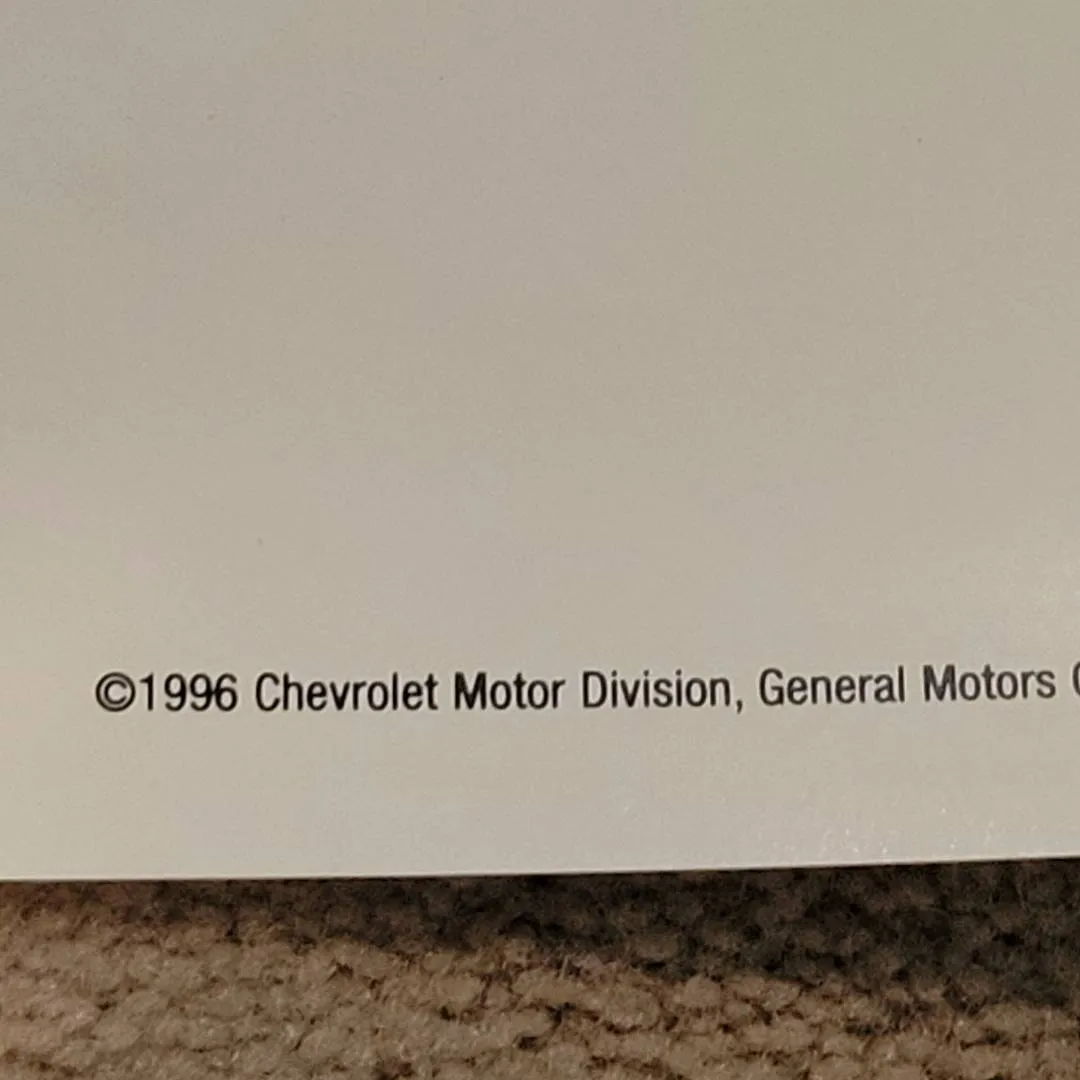 ©1996 Chevrolet Motor Division, General Motors